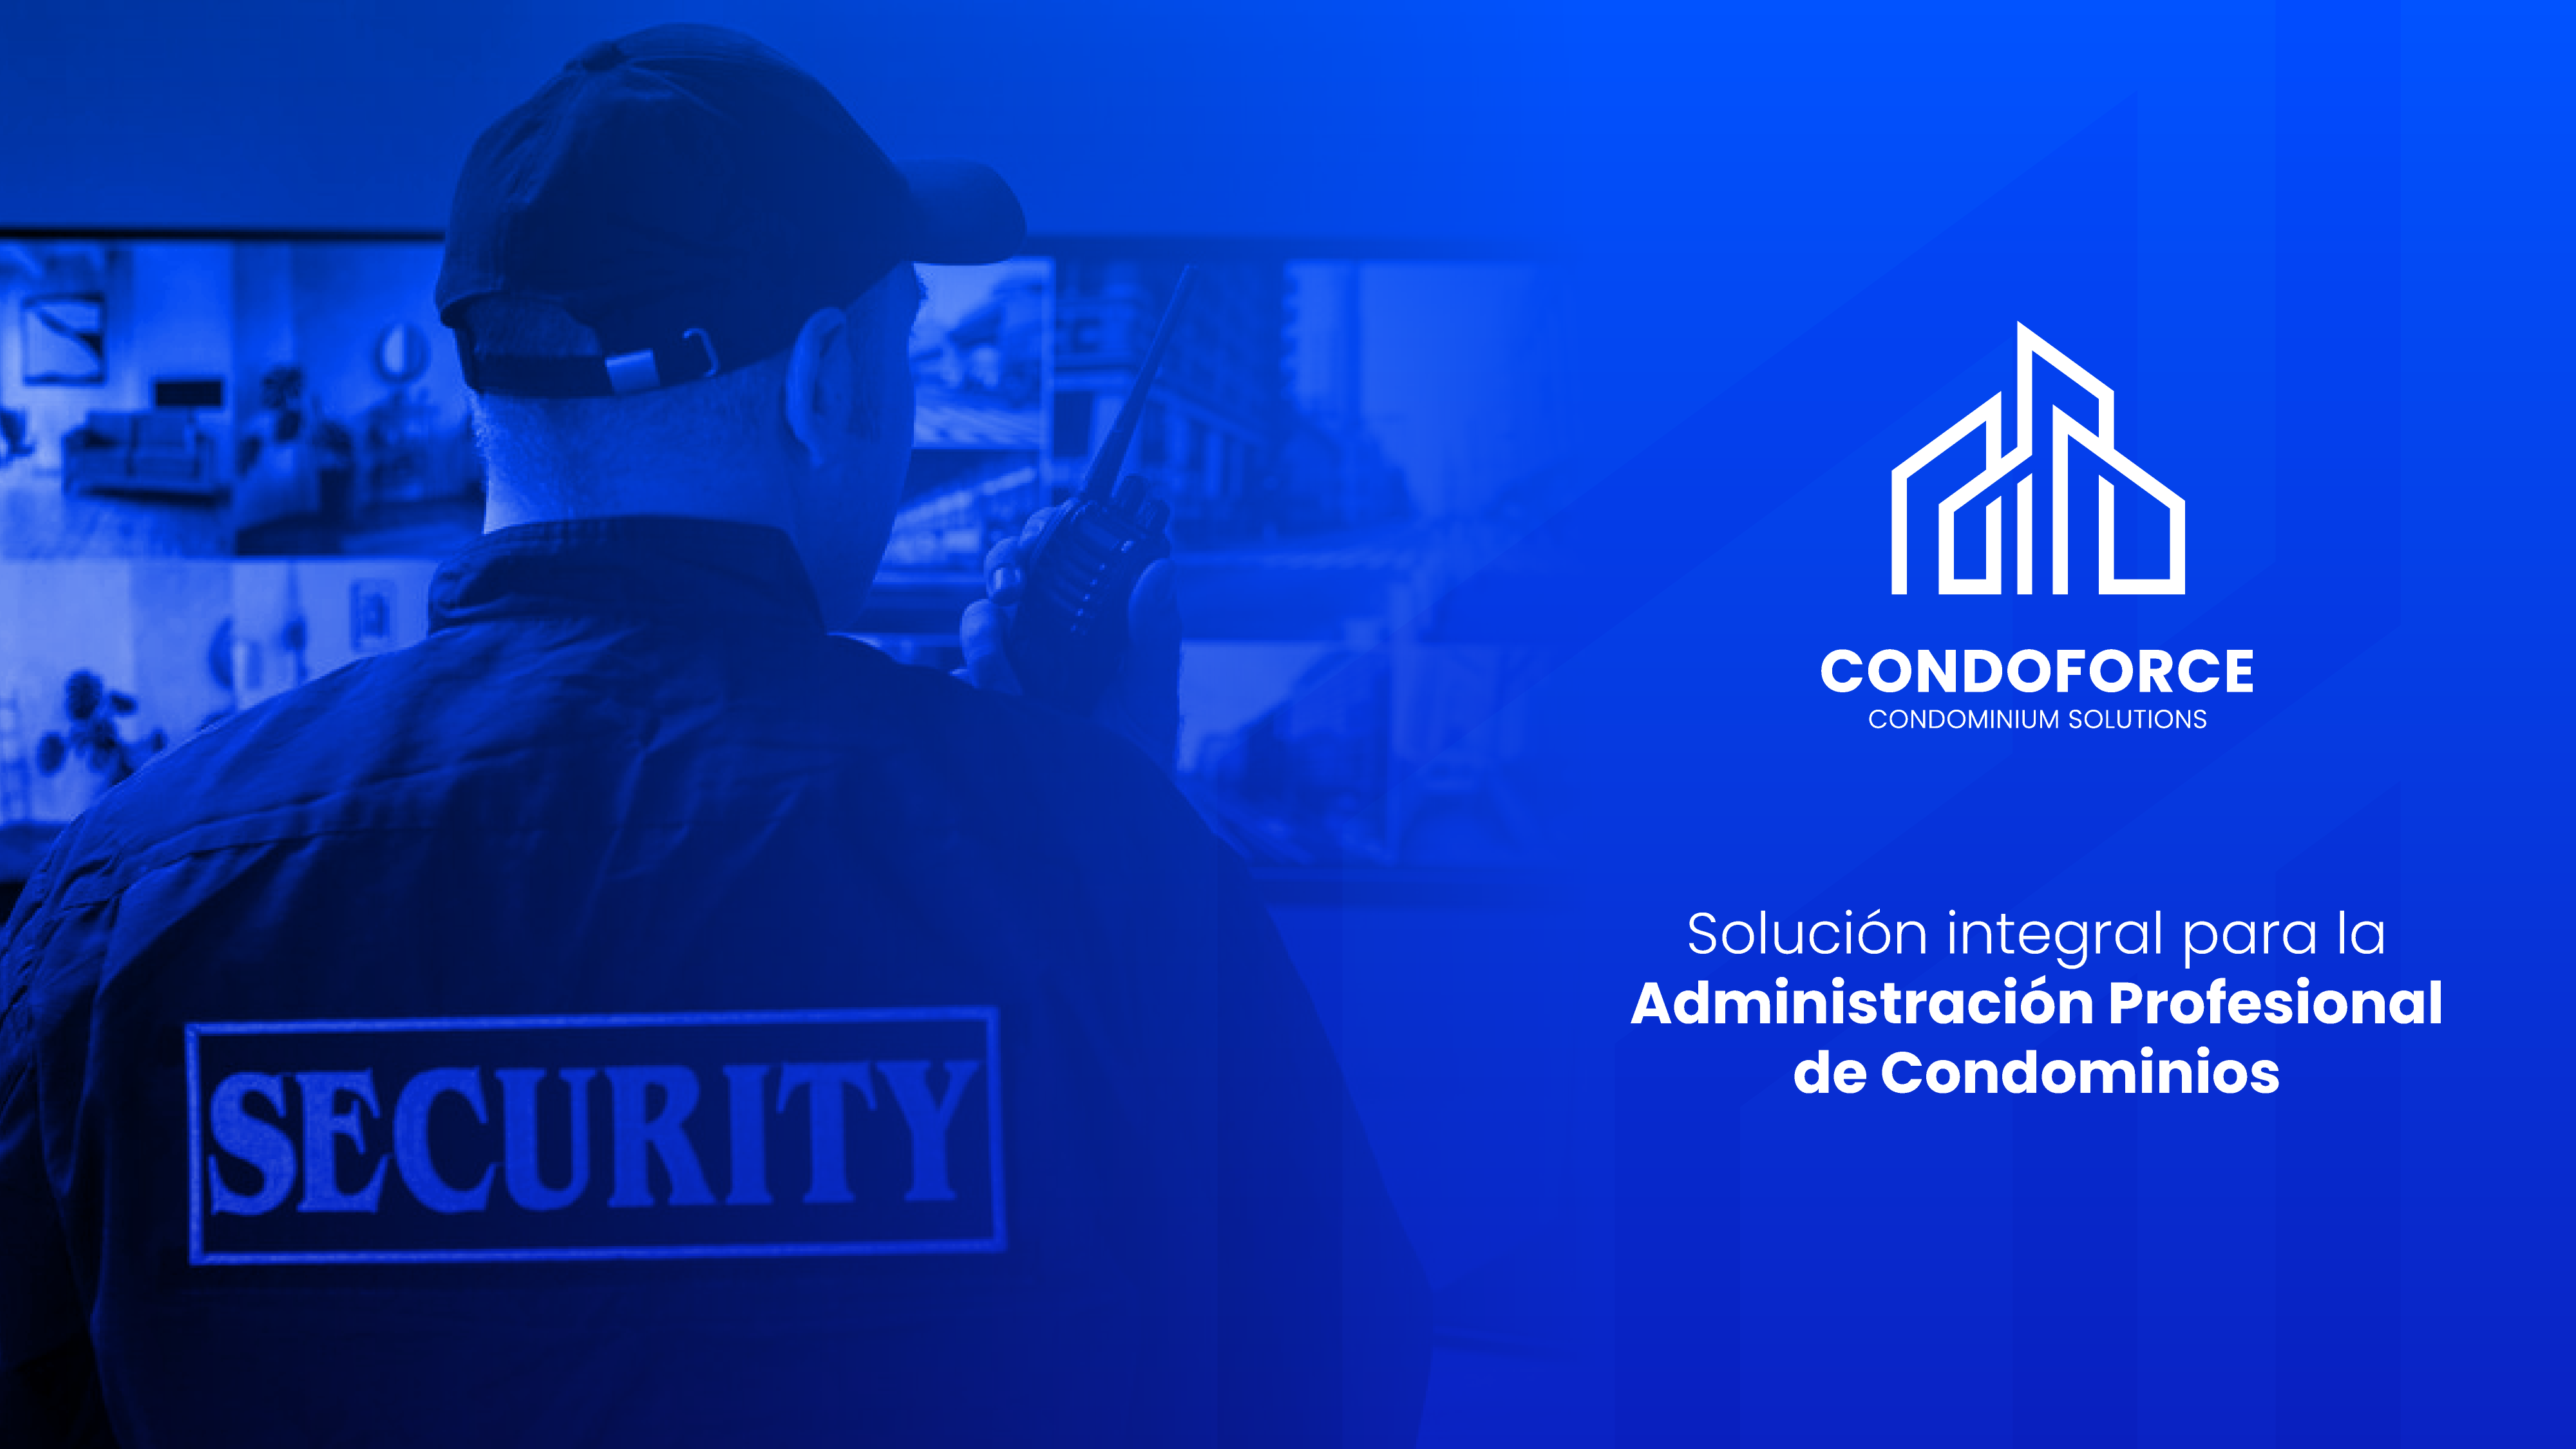 SECURITY
CONDOFORCE
CONDOMINIUM SOLUTIONS
Solución integral para la
Administración Profesional
de Condominios